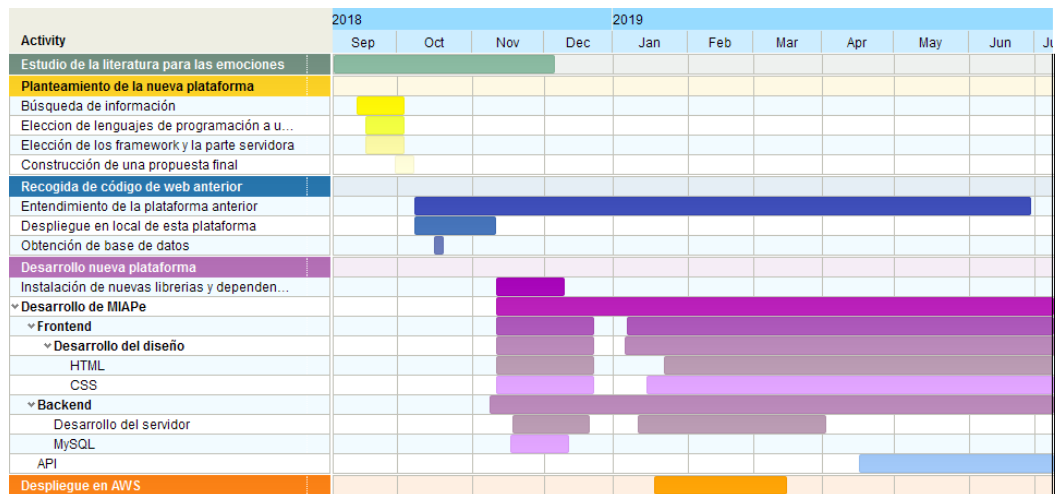 2018 2019
Activity Sep Oct Nov Dec Jan Feb Mar Apr May Jun
Estudio de la literatura para las emociones
Planteamiento de la nueva plataforma
Búsqueda de información
Eleccion de lenguajes de programación a u...
Elección de los framework y la parte servidora
Construcción de una propuesta final
Recogida de código de web anterior
Entendimiento de la plataforma anterior
Despliegue en local de esta plataforma
Obtención de base de datos
Desarrollo nueva plataforma
Instalación de nuevas librerias y dependen...
Desarrollo de MIAPe
Frontend
Desarrollo del diseño
HTML
CSS
Backend
Desarrollo del servidor
MySQL
API
Despliegue en AWS